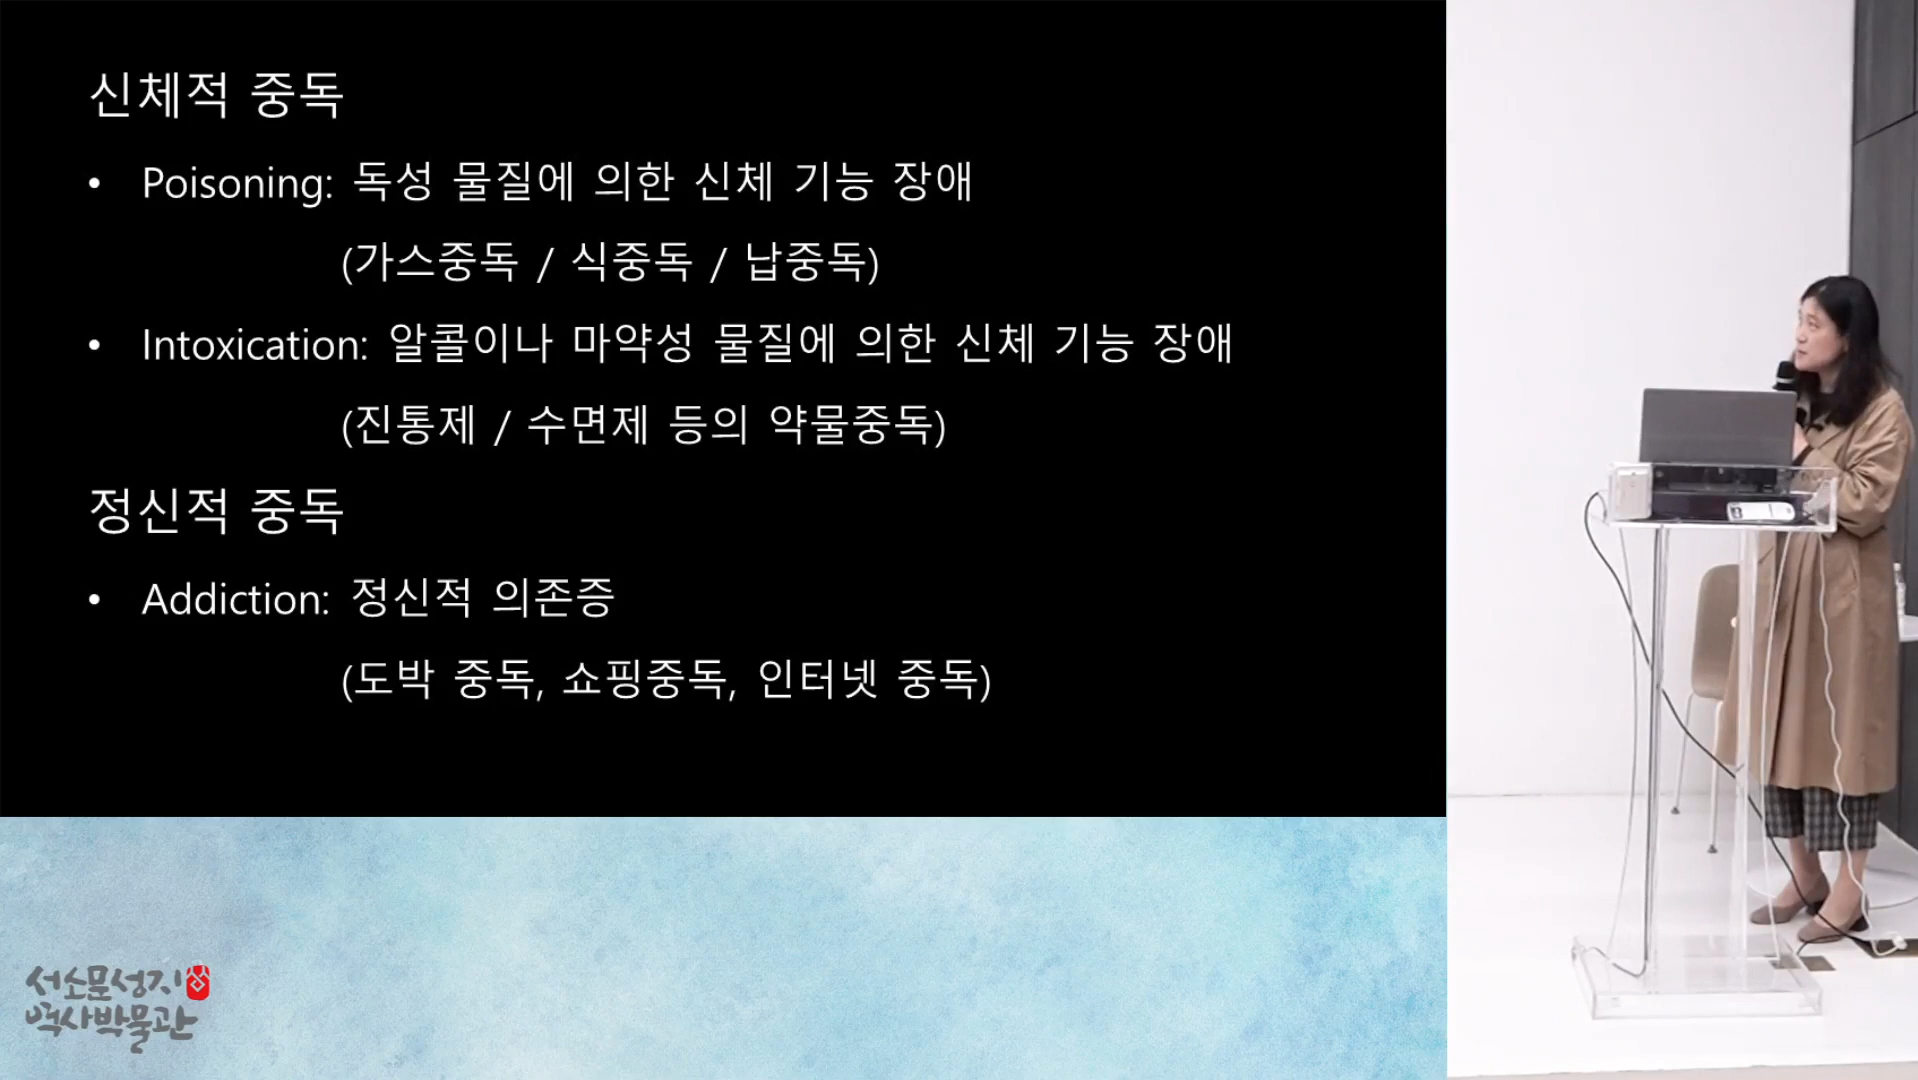 신체적 중독
• Poisoning: 독성 물질에 의한 신체 기능 장애
(가스중독 / 식중독 / 납중독)
• Intoxication: 알콜이나 마약성 물질에 의한 신체 기능 장애
(진통제 / 수면제 등의 약물중독)
정신적 중독
• Addiction: 정신적 의존증
(도박 중독, 쇼핑중독, 인터넷 중독)
서소문성지
역사박물관